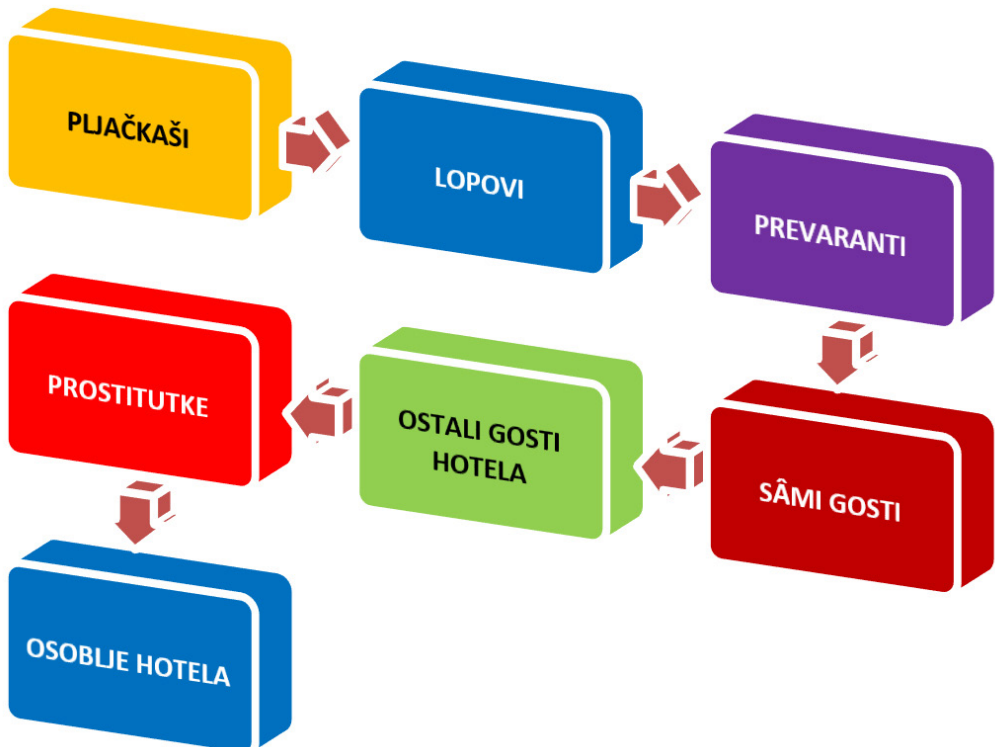 PLJAČKAŠI
LOPOVI
PREVARANTI
SÂMI GOSTI
OSTALI GOSTI
HOTELA
PROSTITUTKE
OSOBLJE HOTELA